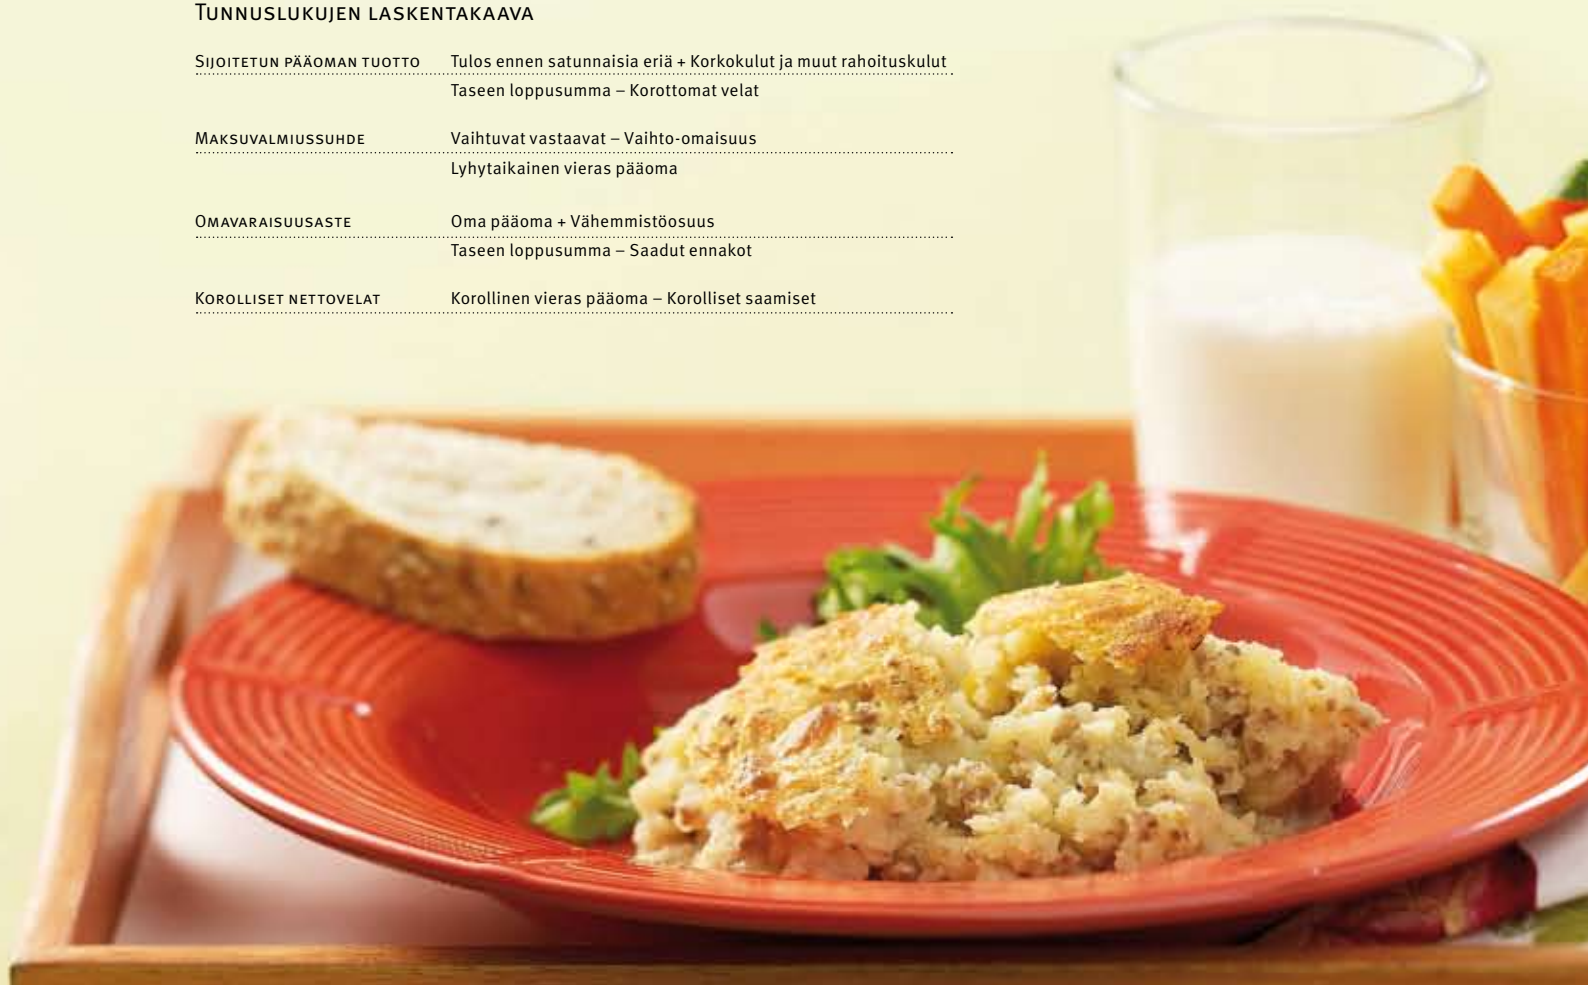 Tunnuslukujen laskentakaava
Sijoitetun pääoman tuotto Tulos ennen satunnaisia eriä + Korkokulut ja muut rahoituskulut
Taseen loppusumma – Korottomat velat
Maksuvalmiussuhde Vaihtuvat vastaavat – Vaihto-omaisuus
Lyhytaikainen vieras pääoma
Omavaraisuusaste Oma pääoma + Vähemmistöosuus
Taseen loppusumma – Saadut ennakot
Korolliset nettovelat Korollinen vieras pääoma – Korolliset saamiset